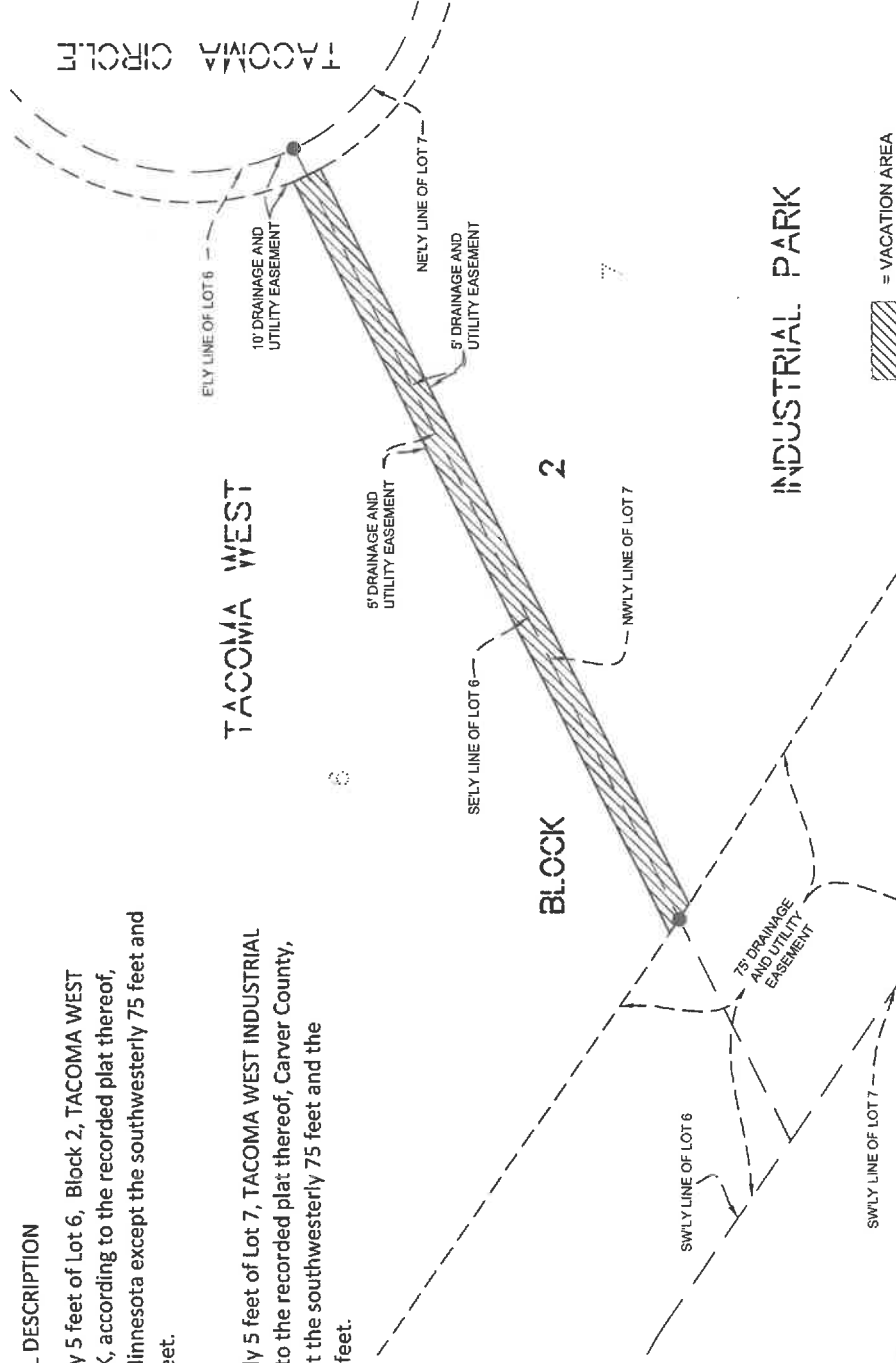 DESCRIPTION
5 feet of Lot 6, Block 2, TACOMA WEST
according to the recorded plat thereof,
except the southwesterly 75 feet and
5 feet of Lot 7, TACOMA WEST INDUSTRIAL
to the recorded plat thereof, Carver County,
the southwesterly 75 feet and the
feet.
TACOMA CIRCLE
E'LY LINE OF LOT 6
10' DRAINAGE AND
UTILITY EASEMENT
NE'LY LINE OF LOT 7
TACOMA WEST
5' DRAINAGE AND
UTILITY EASEMENT
5' DRAINAGE AND
UTILITY EASEMENT
6
7
SE'LY LINE OF LOT 6
BLOCK
2
NW'LY LINE OF LOT 7
INDUSTRIAL PARK
75' DRAINAGE
AND UTILITY
EASEMENT
SW'LY LINE OF LOT 6
SW'LY LINE OF LOT 7
= VACATION AREA